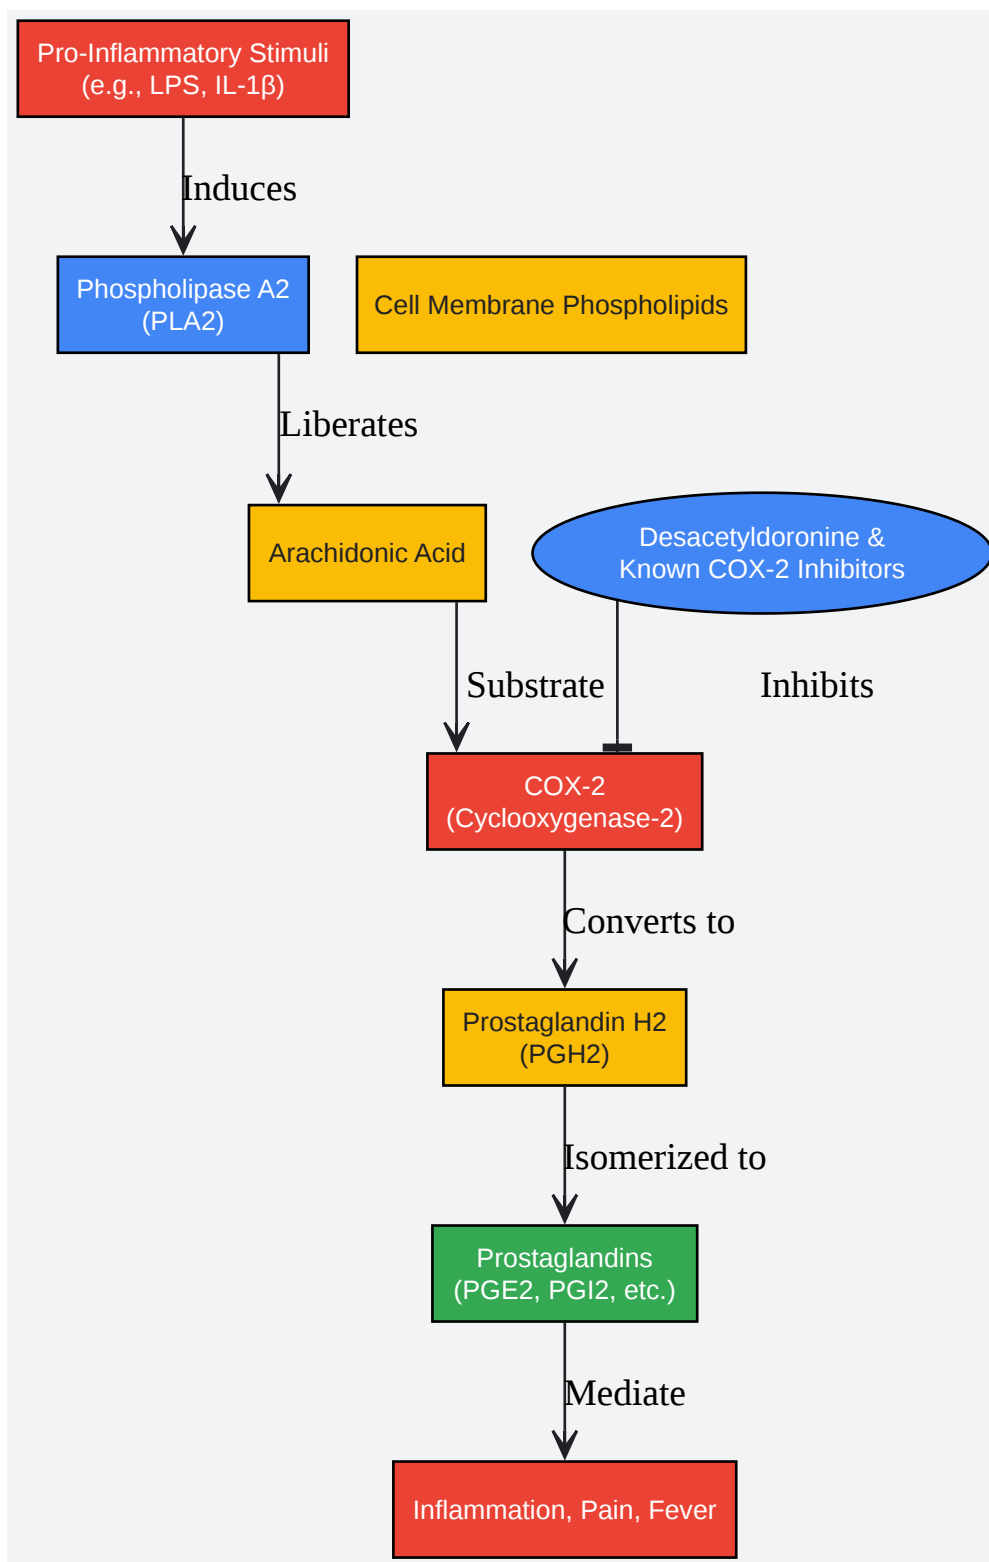 Pro-Inflammatory Stimuli
(e.g., LPS, IL-1β)
Induces
Phospholipase A2
(PLA2)
Cell Membrane Phospholipids
Liberates
Arachidonic Acid
Desacetyldoronine &
Known COX-2 Inhibitors
Substrate
Inhibits
COX-2
(Cyclooxygenase-2)
Converts to
Prostaglandin H2
(PGH2)
Isomerized to
Prostaglandins
(PGE2, PGI2, etc.)
Mediate
Inflammation, Pain, Fever